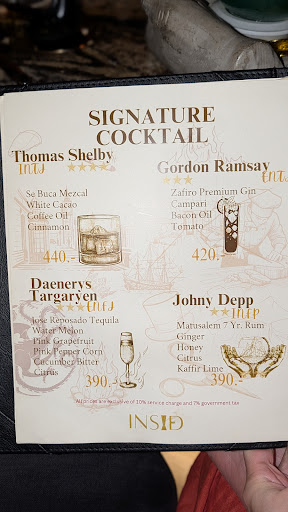 SIGNATURE
COCKTAIL
Thomas Shelby
INTJ ★★★★
Se Buca Mezcal
White Cacao
Coffee Oil
Cinnamon
440.-
Gordon Ramsay
★★★ ENTJ
Zafiro Premium Gin
Campari
Bacon Oil
Tomato
420.-
Daenerys
Targaryen
★★ ENFJ
Jose Reposado Tequila
Water Melon
Pink Grapefruit
Pink Pepper Corn
Cucumber Bitter
Citrus
390.-
Johny Depp
★★ INFP
Matusalem 7 Yr. Rum
Ginger
Honey
Citrus
Kaffir Lime
390.-
All prices are exclusive of 10% service charge and 7% government tax
INSID